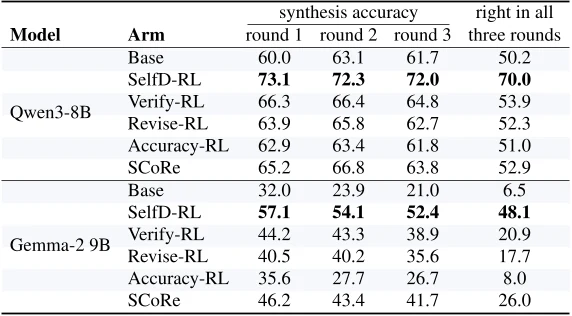 synthesis accuracy right in all
Model Arm round 1 round 2 round 3 three rounds
Base 60.0 63.1 61.7 50.2
SelfD-RL 73.1 72.3 72.0 70.0
Verify-RL 66.3 66.4 64.8 53.9
Qwen3-8B
Revise-RL 63.9 65.8 62.7 52.3
Accuracy-RL 62.9 63.4 61.8 51.0
SCoRe 65.2 66.8 63.8 52.9
Base 32.0 23.9 21.0 6.5
SelfD-RL 57.1 54.1 52.4 48.1
Verify-RL 44.2 43.3 38.9 20.9
Gemma-2 9B
Revise-RL 40.5 40.2 35.6 17.7
Accuracy-RL 35.6 27.7 26.7 8.0
SCoRe 46.2 43.4 41.7 26.0